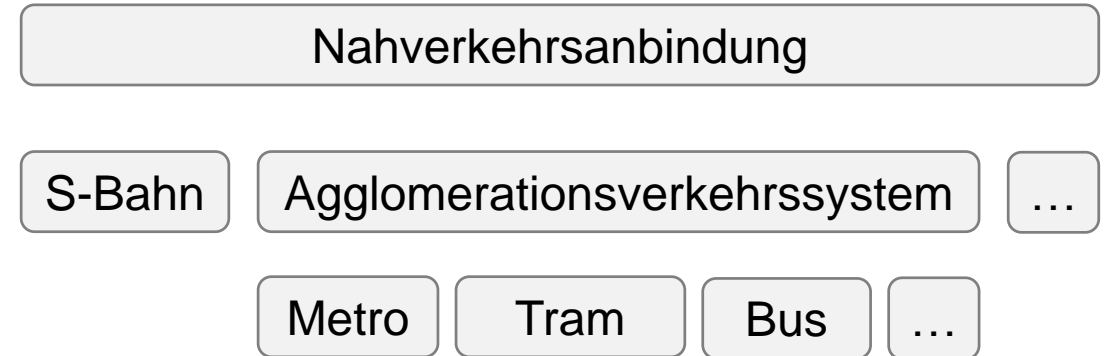 Nahverkehrsanbindung
S-Bahn Agglomerationsverkehrssystem …
Metro Tram Bus …